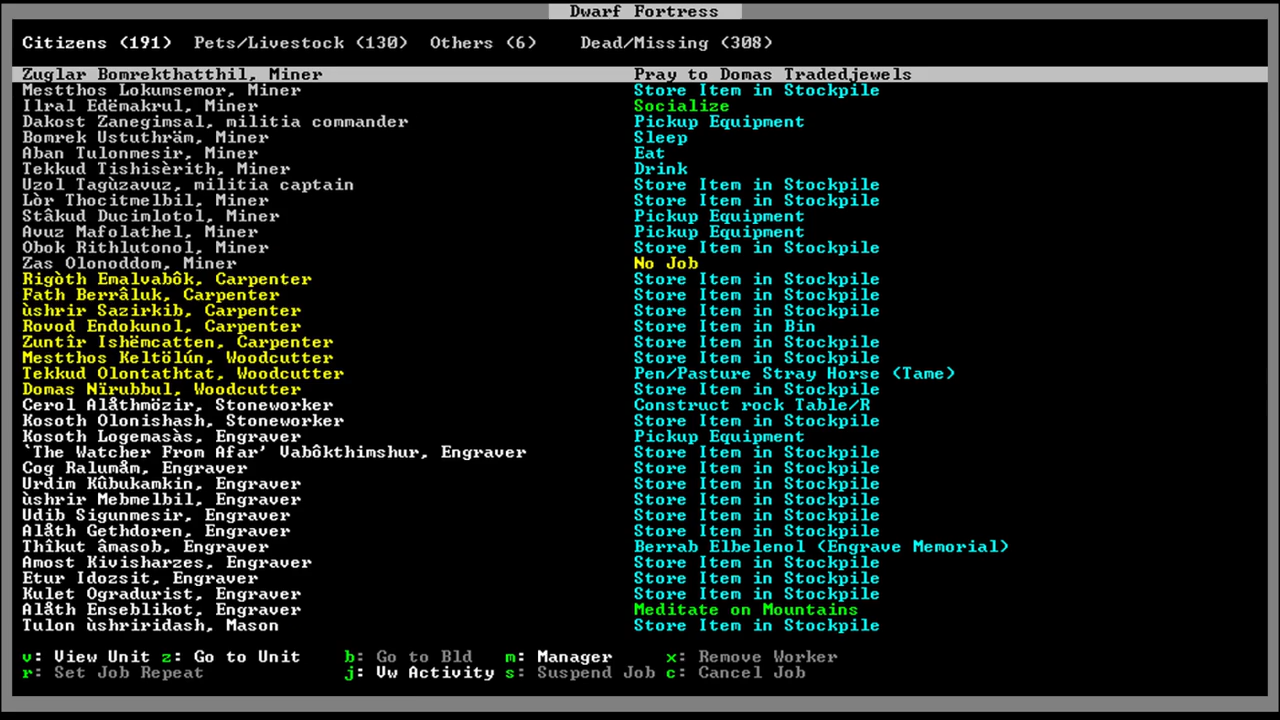 Dwarf Fortress
Citizens (191) Pets/Livestock (130) Others (6) Dead/Missing (308)
Zuglar Bomrekthatthil, Miner Pray to Domas Tradedjewels
Mestthos Lokumsemor, Miner Store Item in Stockpile
Ilral Edëmakrul, Miner Socialize
Dakost Zanegimsal, militia commander Pickup Equipment
Bomrek Ustuthräm, Miner Sleep
Aban Tulonmesir, Miner Eat
Tekkud Tishisèrith, Miner Drink
Uzol Tagùzavuz, militia captain Store Item in Stockpile
Lòr Thocitmelbil, Miner Store Item in Stockpile
Stâkud Ducimlotol, Miner Pickup Equipment
Avuz Mafolathel, Miner Pickup Equipment
Obok Rithlutonol, Miner Store Item in Stockpile
Zas Olonoddom, Miner No Job
Rigòth Emalvabôk, Carpenter Store Item in Stockpile
Fath Berrâluk, Carpenter Store Item in Stockpile
ùshrir Sazirkib, Carpenter Store Item in Stockpile
Rovod Endokunol, Carpenter Store Item in Bin
Zuntîr Ishëmcatten, Carpenter Store Item in Stockpile
Mestthos Keltölún, Woodcutter Store Item in Stockpile
Tekkud Olontathtat, Woodcutter Pen/Pasture Stray Horse (Tame)
Domas Nïrubbul, Woodcutter Store Item in Stockpile
Cerol Alåthmözir, Stoneworker Construct rock Table/R
Kosoth Olonishash, Stoneworker Store Item in Stockpile
Kosoth Logemasàs, Engraver Pickup Equipment
`The Watcher From Afar' Vabôkthimshur, Engraver Store Item in Stockpile
Cog Ralumåm, Engraver Store Item in Stockpile
Urdim Kûbukamkin, Engraver Store Item in Stockpile
ùshrir Mebmelbil, Engraver Store Item in Stockpile
Udib Sigunmesir, Engraver Store Item in Stockpile
Alåth Gethdoren, Engraver Store Item in Stockpile
Thîkut âmasob, Engraver Berrab Elbelenol (Engrave Memorial)
Amost Kivisharzes, Engraver Store Item in Stockpile
Etur Idozsit, Engraver Store Item in Stockpile
Kulet Ogradurist, Engraver Store Item in Stockpile
Alåth Enseblikot, Engraver Meditate on Mountains
Tulon ùshriridash, Mason Store Item in Stockpile
v: View Unit z: Go to Unit b: Go to Bld m: Manager x: Remove Worker
r: Set Job Repeat j: Vw Activity s: Suspend Job c: Cancel Job